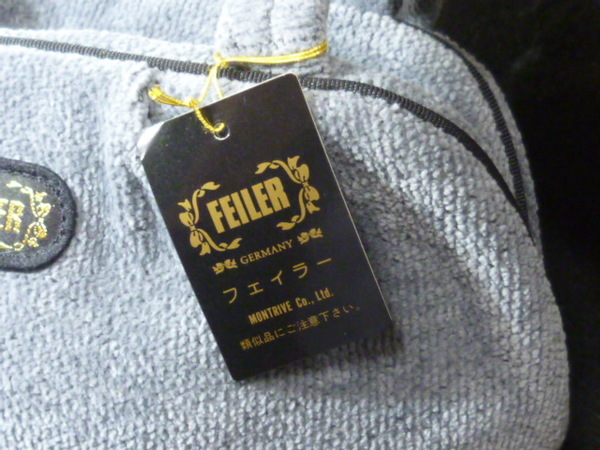 FEILER
GERMANY
フェイラー
MONTRIVE Co., Ltd.
類似品にご注意下さい。
ER